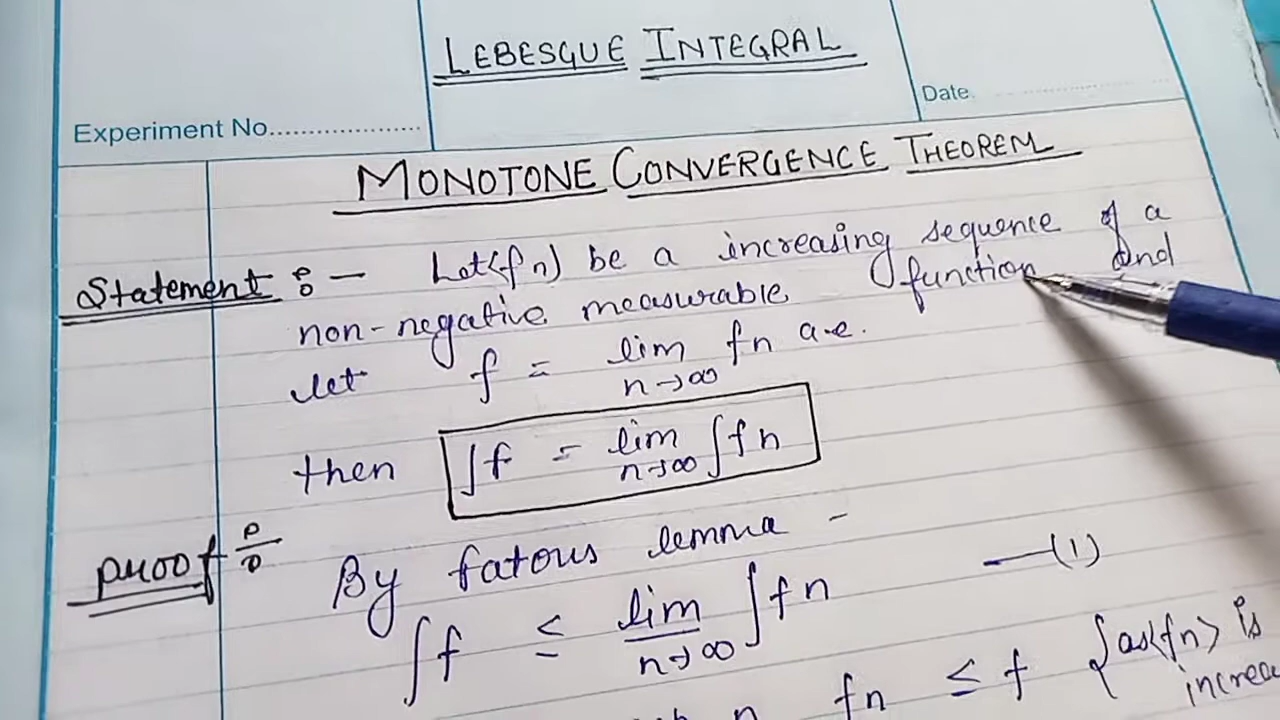 LEBESGUE INTEGRAL
Experiment No....................
Date
MONOTONE CONVERGENCE THEOREM
Statement :- Let ⟨fn⟩ be a increasing sequence of a
non-negative measurable function and
let f = lim n→∞ fn a.e.
then ∫f = lim n→∞ ∫fn
Proof : By fatous lemma -
∫f ≤ lim n→∞ ∫fn —(1)
n fn ≤ f {as⟨fn⟩ is
increa